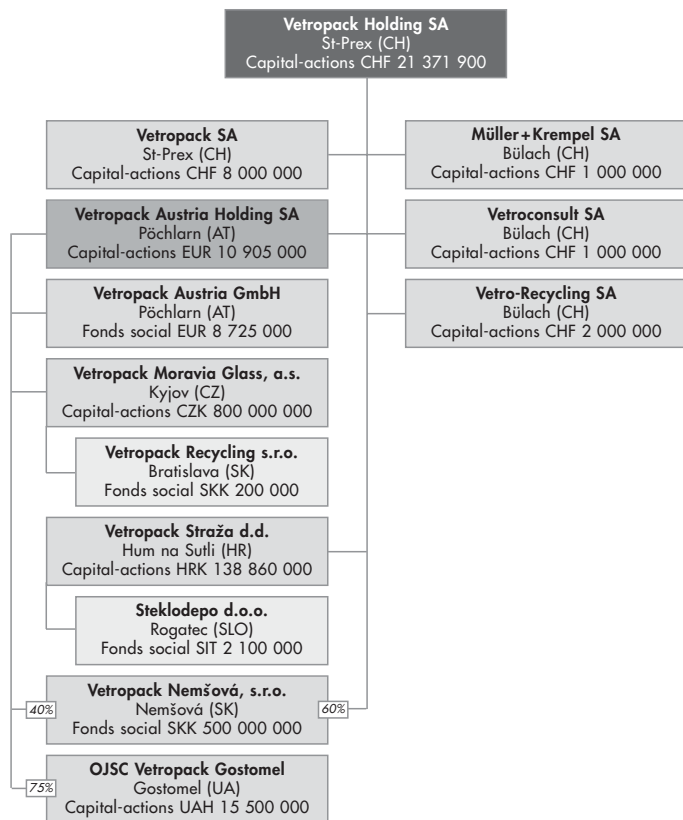 Vetropack Holding SA
St-Prex (CH)
Capital-actions CHF 21 371 900
Vetropack SA
St-Prex (CH)
Capital-actions CHF 8 000 000
Müller+Krempel SA
Bülach (CH)
Capital-actions CHF 1 000 000
Vetropack Austria Holding SA
Pöchlarn (AT)
Capital-actions EUR 10 905 000
Vetroconsult SA
Bülach (CH)
Capital-actions CHF 1 000 000
Vetropack Austria GmbH
Pöchlarn (AT)
Fonds social EUR 8 725 000
Vetro-Recycling SA
Bülach (CH)
Capital-actions CHF 2 000 000
Vetropack Moravia Glass, a.s.
Kyjov (CZ)
Capital-actions CZK 800 000 000
Vetropack Recycling s.r.o.
Bratislava (SK)
Fonds social SKK 200 000
Vetropack Straža d.d.
Hum na Sutli (HR)
Capital-actions HRK 138 860 000
Steklodepo d.o.o.
Rogatec (SLO)
Fonds social SIT 2 100 000
Vetropack Nemšová, s.r.o.
40% Nemšová (SK) 60%
Fonds social SKK 500 000 000
OJSC Vetropack Gostomel
75% Gostomel (UA)
Capital-actions UAH 15 500 000